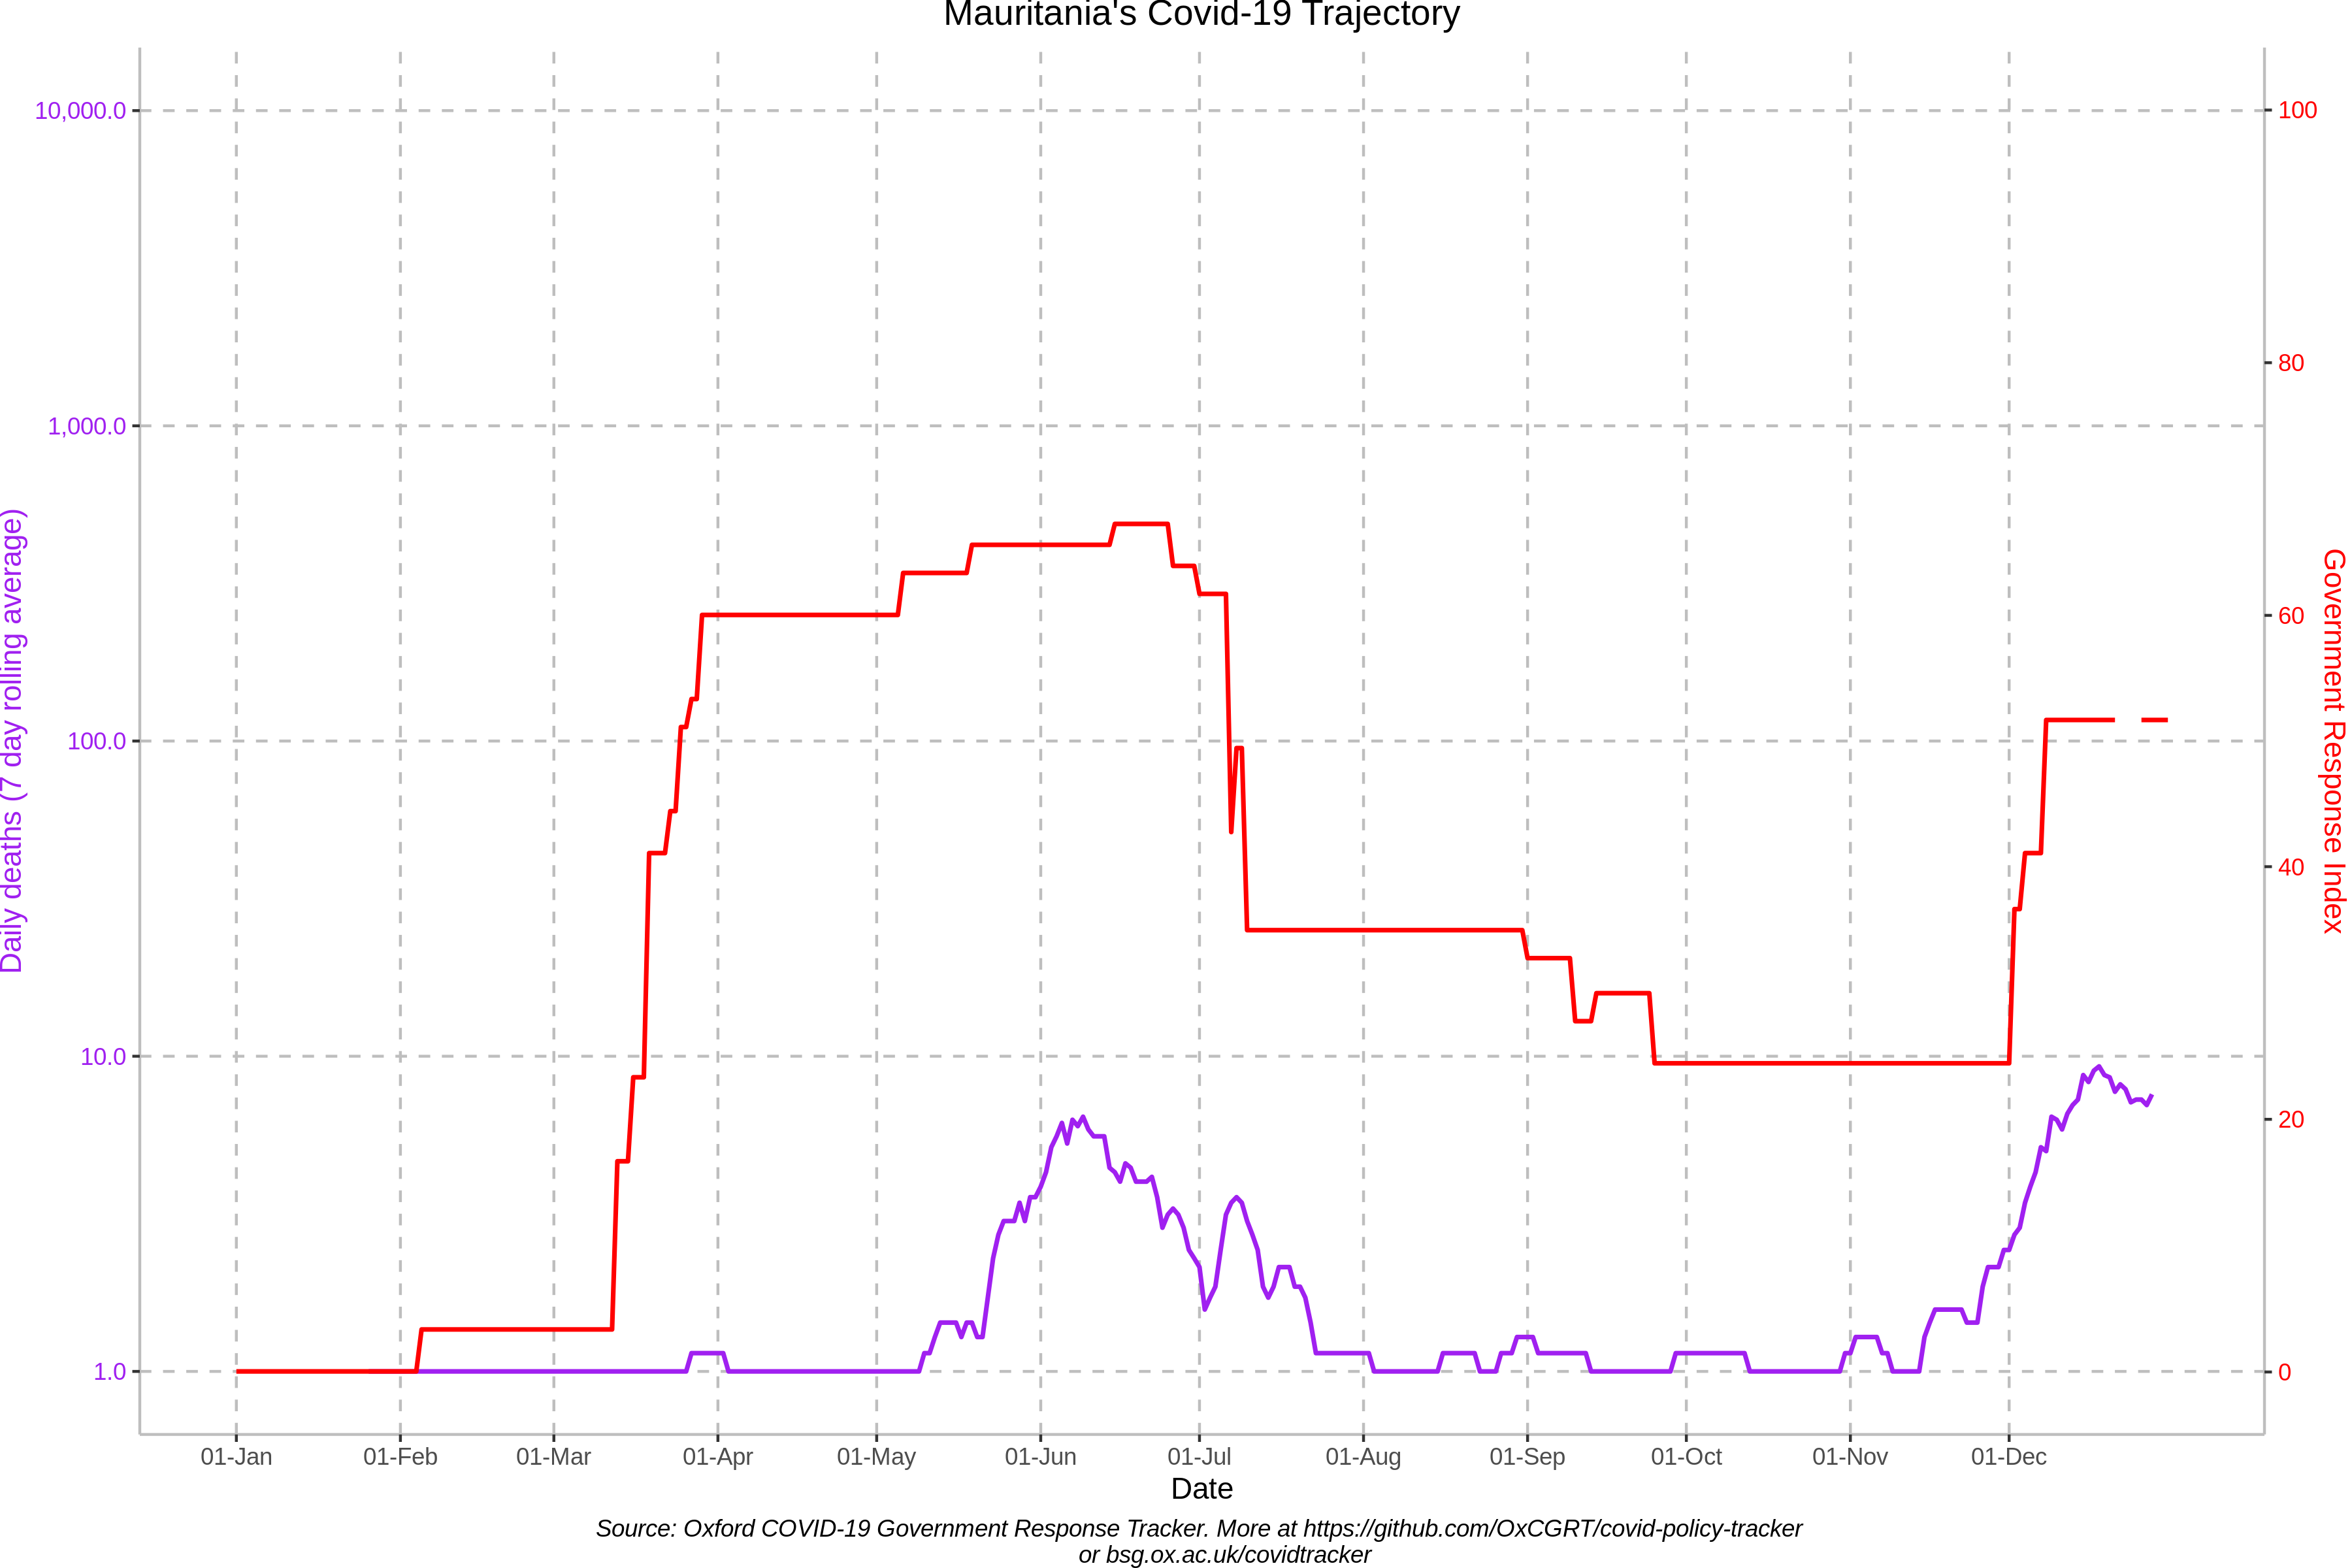 Mauritania's Covid-19 Trajectory
10,000.0
1,000.0
100.0
10.0
1.0
Daily deaths (7 day rolling average)
100
80
60
40
20
0
Government Response Index
01-Jan 01-Feb 01-Mar 01-Apr 01-May 01-Jun 01-Jul 01-Aug 01-Sep 01-Oct 01-Nov 01-Dec
Date
Source: Oxford COVID-19 Government Response Tracker. More at https://github.com/OxCGRT/covid-policy-tracker
or bsg.ox.ac.uk/covidtracker